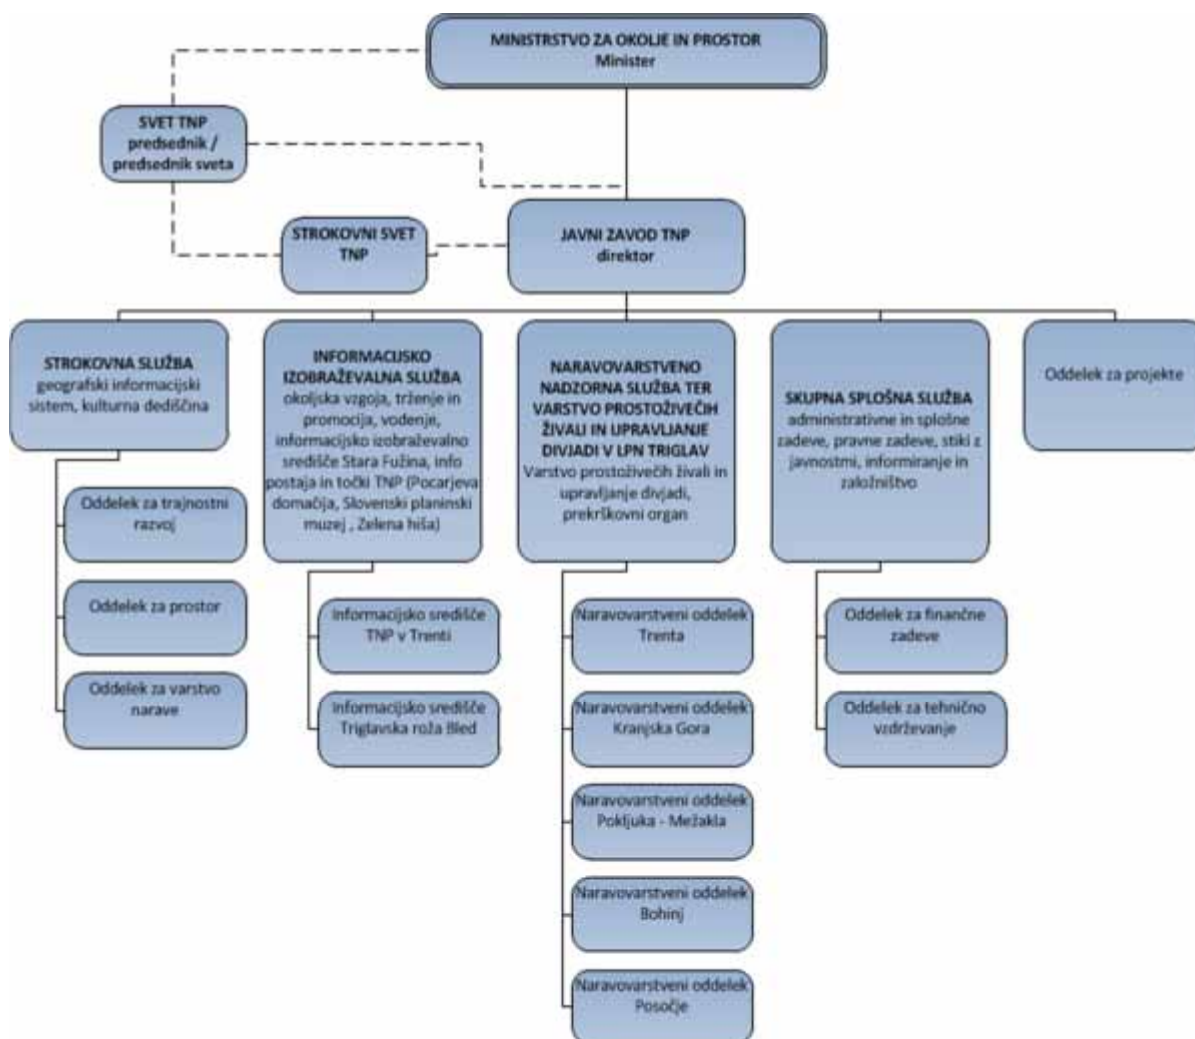 MINISTRSTVO ZA OKOLJE IN PROSTOR
Minister
SVET TNP
predsednik /
predsednik sveta
STROKOVNI SVET
TNP
JAVNI ZAVOD TNP
direktor
STROKOVNA SLUŽBA
geografski informacijski
sistem, kulturna dediščina
Oddelek za trajnostni
razvoj
Oddelek za prostor
Oddelek za varstvo
narave
INFORMACIJSKO
IZOBRAŽEVALNA SLUŽBA
okoljska vzgoja, trženje in
promocija, vodenje,
informacijsko izobraževalno
središče Stara Fužina, info
postaja in točki TNP (Pocarjeva
domačija, Slovenski planinski
muzej , Zelena hiša)
Informacijsko središče
TNP v Trenti
Informacijsko središče
Triglavska roža Bled
NARAVOVARSTVENO
NADZORNA SLUŽBA TER
VARSTVO PROSTOŽIVEČIH
ŽIVALI IN UPRAVLJANJE
DIVJADI V LPN TRIGLAV
Varstvo prostoživečih živali in
upravljanje divjadi,
prekrškovni organ
Naravovarstveni oddelek
Trenta
Naravovarstveni oddelek
Kranjska Gora
Naravovarstveni oddelek
Pokljuka - Mežakla
Naravovarstveni oddelek
Bohinj
Naravovarstveni oddelek
Posočje
SKUPNA SPLOŠNA SLUŽBA
administrativne in splošne
zadeve, pravne zadeve, stiki z
javnostmi, informiranje in
založništvo
Oddelek za finančne
zadeve
Oddelek za tehnično
vzdrževanje
Oddelek za projekte